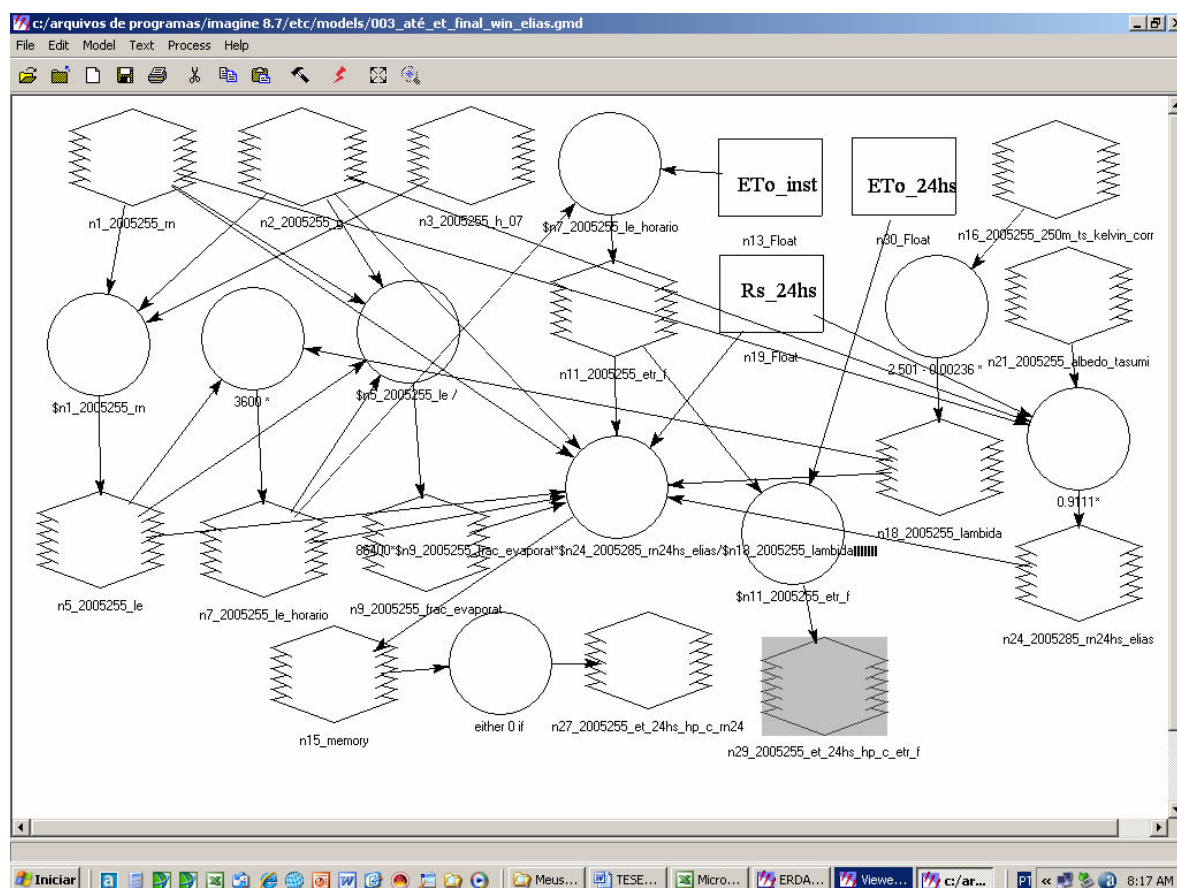 c:/arquivos de programas/imagine 8.7/etc/models/003_até_et_final_win_elias.gmd
File Edit Model Text Process Help
n1_2005255_rn
n2_2005255_g
n3_2005255_h_07
$n7_2005255_le_horario
ETo_inst
n13_Float
ETo_24hs
n30_Float
n16_2005255_250m_ts_kelvin_corr
Rs_24hs
n19_Float
n11_2005255_etr_f
2.501 - 0.00236 *
n21_2005255_albedo_tasumi
$n1_2005255_rn
3600 *
$n5_2005255_le /
n18_2005255_lambida
0.9111*
86400*$n9_2005255_frac_evaporat*$n24_2005285_rn24hs_elias/$n18_2005255_lambida
n5_2005255_le
n7_2005255_le_horario
n9_2005255_frac_evaporat
$n11_2005255_etr_f
n24_2005285_rn24hs_elias
n15_memory
either 0 if
n27_2005255_et_24hs_hp_c_rn24
n29_2005255_et_24hs_hp_c_etr_f
Iniciar Meus... TESE... Micro... ERDA... Viewe... c:/ar... PT « 8:17 AM